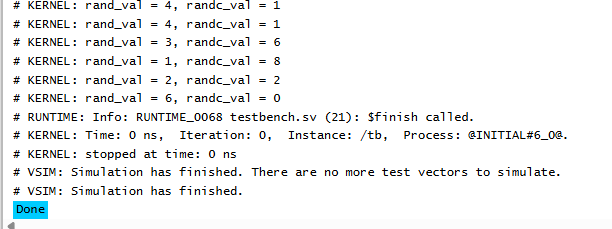 # KERNEL: rand_val = 4, randc_val = 1
# KERNEL: rand_val = 4, randc_val = 1
# KERNEL: rand_val = 3, randc_val = 6
# KERNEL: rand_val = 1, randc_val = 8
# KERNEL: rand_val = 2, randc_val = 2
# KERNEL: rand_val = 6, randc_val = 0
# RUNTIME: Info: RUNTIME_0068 testbench.sv (21): $finish called.
# KERNEL: Time: 0 ns,  Iteration: 0,  Instance: /tb,  Process: @INITIAL#6_0@.
# KERNEL: stopped at time: 0 ns
# VSIM: Simulation has finished. There are no more test vectors to simulate.
# VSIM: Simulation has finished.
Done